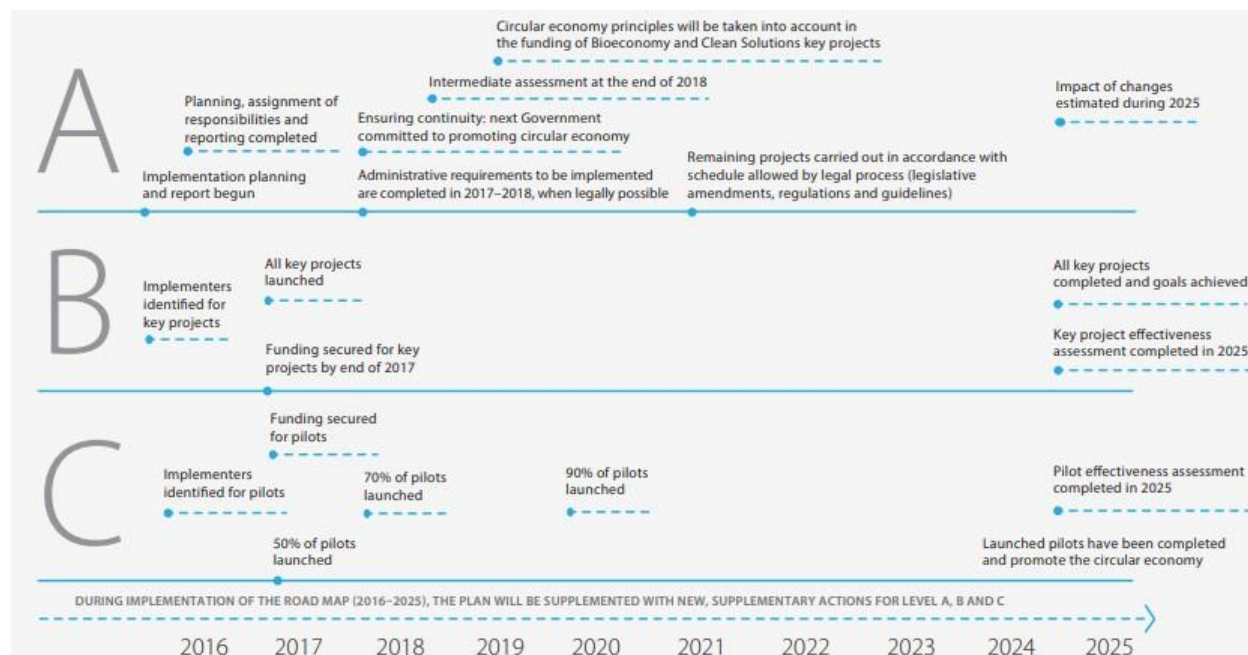 A
Circular economy principles will be taken into account in
the funding of Bioeconomy and Clean Solutions key projects
Intermediate assessment at the end of 2018
Planning, assignment of
responsibilities and
reporting completed
Ensuring continuity: next Government
committed to promoting circular economy
Impact of changes
estimated during 2025
Implementation planning
and report begun
Administrative requirements to be implemented
are completed in 2017–2018, when legally possible
Remaining projects carried out in accordance with
schedule allowed by legal process (legislative
amendments, regulations and guidelines)
B
Implementers
identified for
key projects
All key projects
launched
Funding secured for key
projects by end of 2017
All key projects
completed and goals achieved
Key project effectiveness
assessment completed in 2025
C
Funding secured
for pilots
Implementers
identified for pilots
70% of pilots
launched
90% of pilots
launched
Pilot effectiveness assessment
completed in 2025
50% of pilots
launched
Launched pilots have been completed
and promote the circular economy
DURING IMPLEMENTATION OF THE ROAD MAP (2016–2025), THE PLAN WILL BE SUPPLEMENTED WITH NEW, SUPPLEMENTARY ACTIONS FOR LEVEL A, B AND C
2016 2017 2018 2019 2020 2021 2022 2023 2024 2025